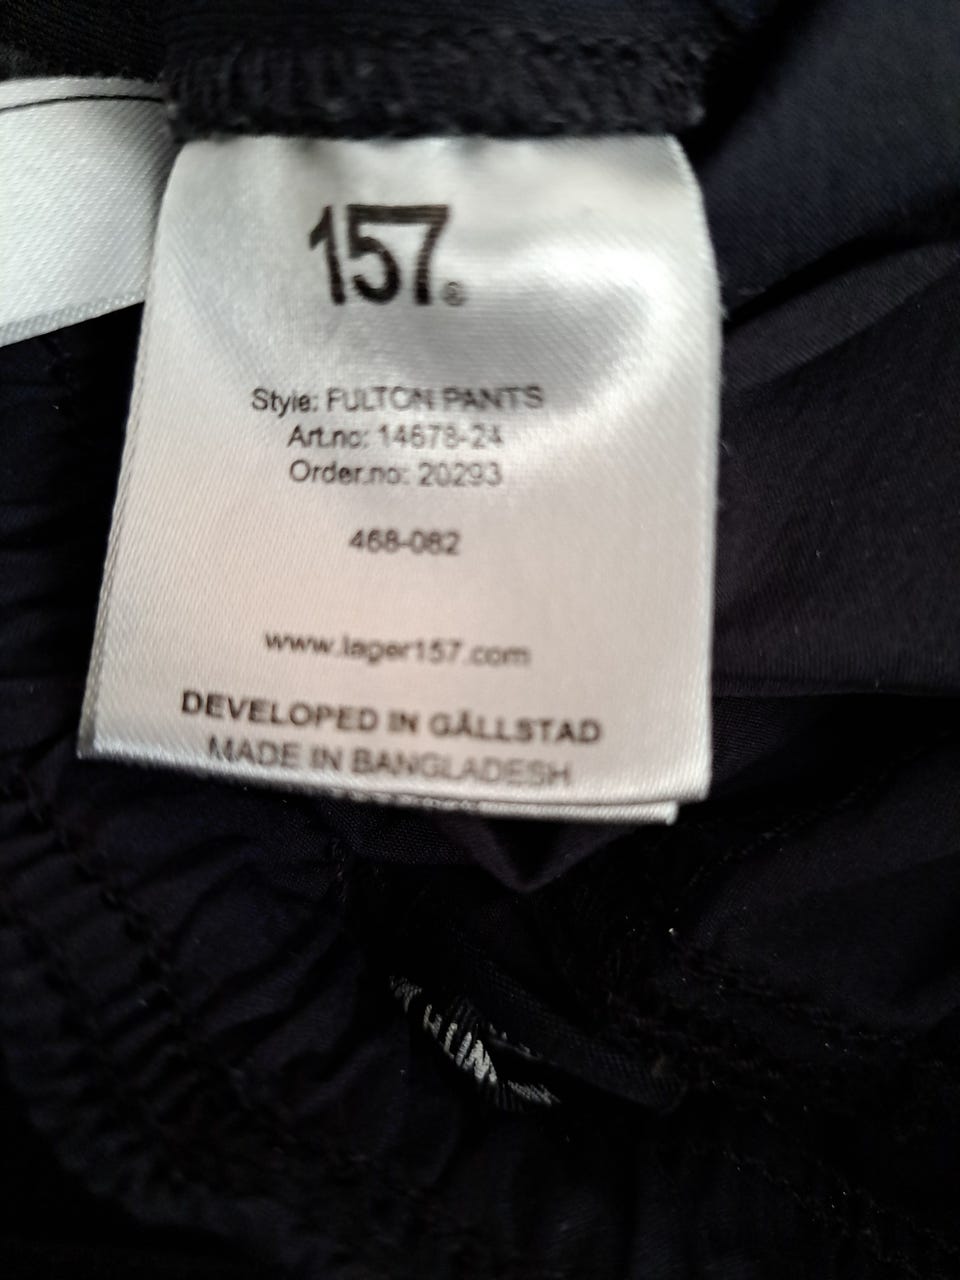 157®
Style: FULTON PANTS
Art.no: 14678-24
Order.no: 20293
468-082
www.lager157.com
DEVELOPED IN GÄLLSTAD
MADE IN BANGLADESH